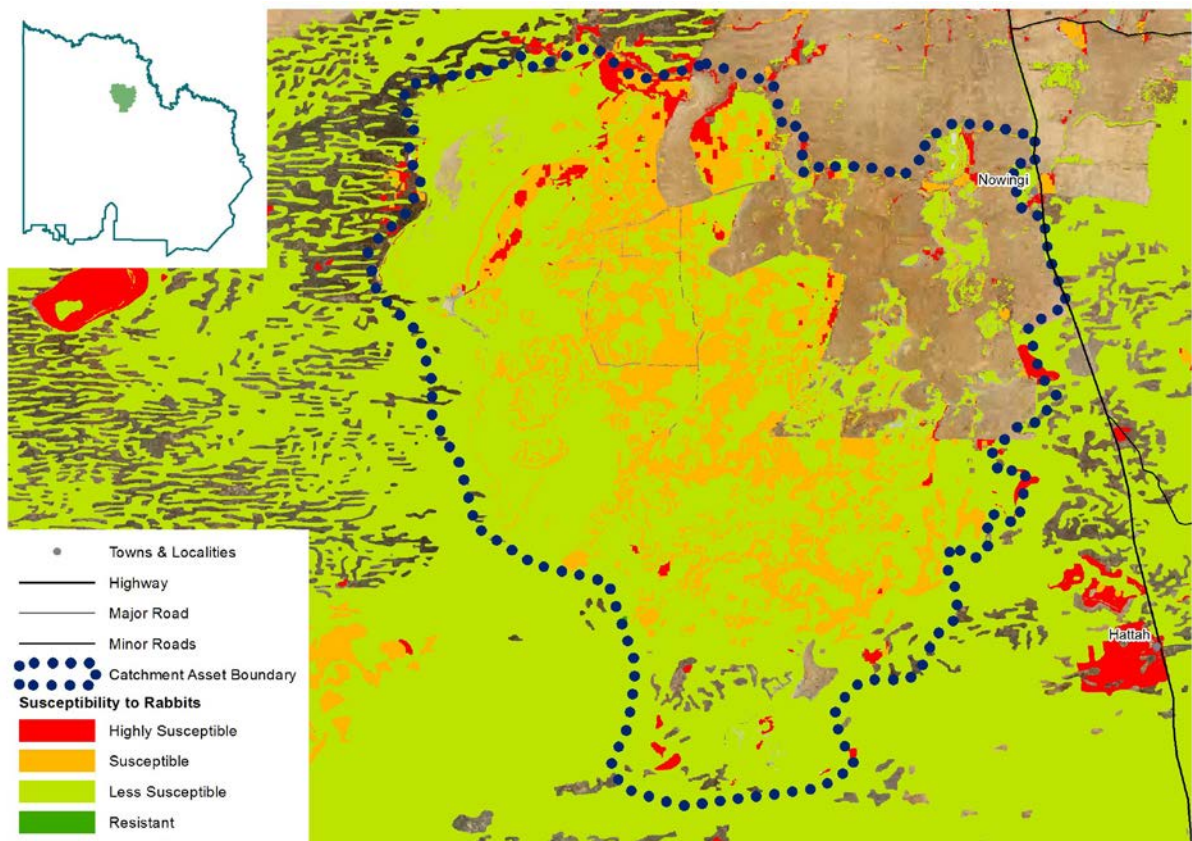 Nowingi
Hattah
Towns & Localities
Highway
Major Road
Minor Roads
Catchment Asset Boundary
Susceptibility to Rabbits
Highly Susceptible
Susceptible
Less Susceptible
Resistant